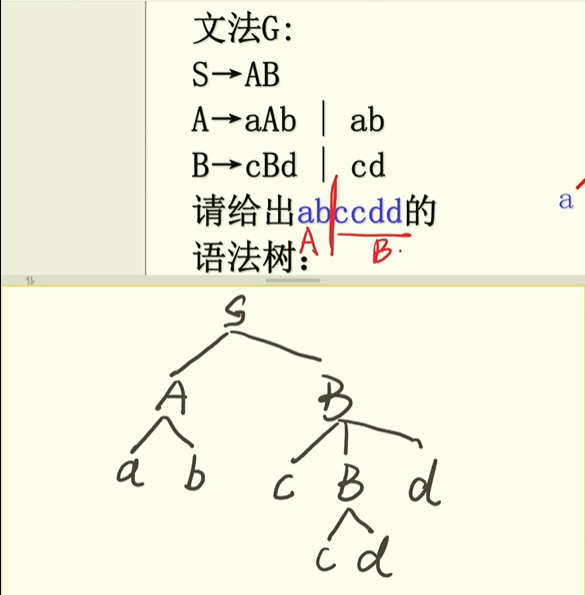 文法G:
S→AB
A→aAb | ab
B→cBd | cd
请给出abccdd的
a
语法树:
A
B.
S
A B
a b c B d
c d